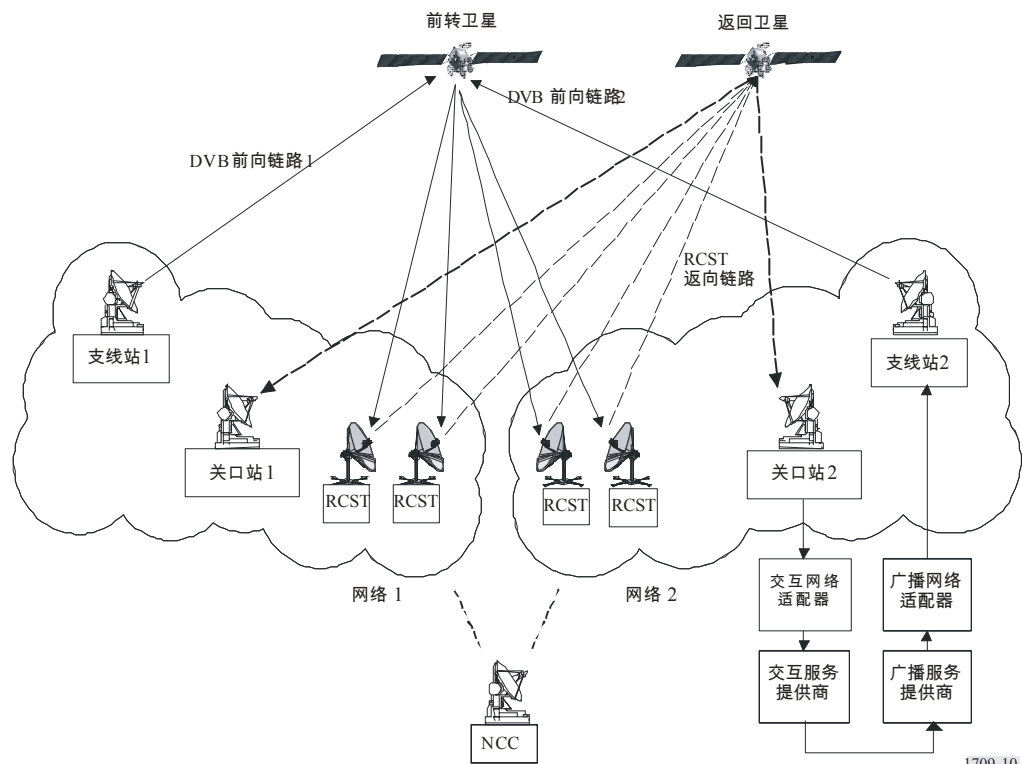 前转卫星
返回卫星
DVB 前向链路2
DVB前向链路1
RCST
返向链路
支线站1
支线站2
关口站1
关口站2
RCST
RCST
RCST
RCST
网络 1
网络 2
交互网络
适配器
广播网络
适配器
交互服务
提供商
广播服务
提供商
NCC
1709-10